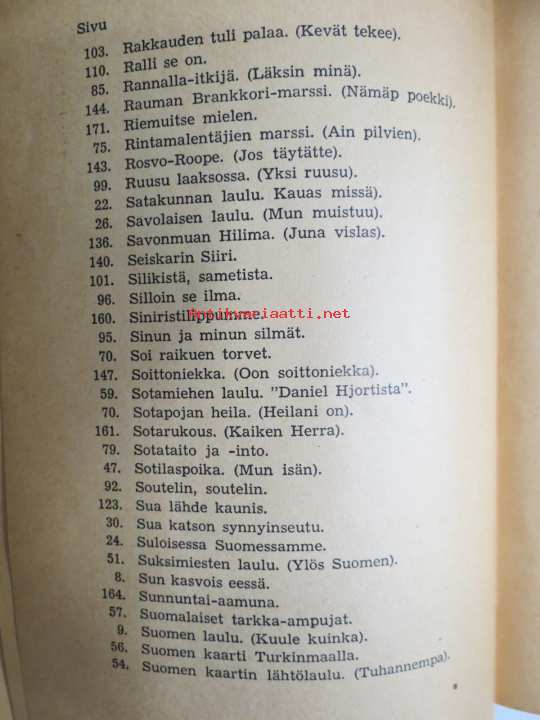 Sivu
103. Rakkauden tuli palaa. (Kevät tekee).
110. Ralli se on.
85. Rannalla-itkijä. (Läksin minä).
144. Rauman Brankkori-marssi. (Nämäp poekki).
171. Riemuitse mielen.
75. Rintamalentäjien marssi. (Ain pilvien).
143. Rosvo-Roope. (Jos täytätte).
99. Ruusu laaksossa. (Yksi ruusu).
22. Satakunnan laulu. Kauas missä).
26. Savolaisen laulu. (Mun muistuu).
136. Savonmuan Hilima. (Juna vislas).
140. Seiskarin Siiri.
101. Silikistä, sametista.
96. Silloin se ilma.
160. Siniristilippumme.
Antikvariaatti.net
95. Sinun ja minun silmät.
70. Soi raikuen torvet.
147. Soittoniekka. (Oon soittoniekka).
59. Sotamiehen laulu. "Daniel Hjortista".
70. Sotapojan heila. (Heilani on).
161. Sotarukous. (Kaiken Herra).
79. Sotataito ja -into.
47. Sotilaspoika. (Mun isän).
92. Soutelin, soutelin.
123. Sua lähde kaunis.
30. Sua katson synnyinseutu.
24. Suloisessa Suomessamme.
51. Suksimiesten laulu. (Ylös Suomen).
8. Sun kasvois eessä.
164. Sunnuntai-aamuna.
57. Suomalaiset tarkka-ampujat.
9. Suomen laulu. (Kuule kuinka).
56. Suomen kaarti Turkinmaalla.
54. Suomen kaartin lähtölaulu. (Tuhannempa).